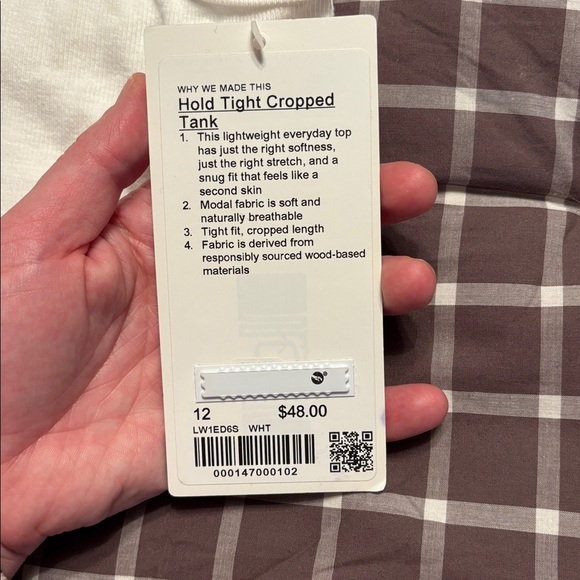 WHY WE MADE THIS
Hold Tight Cropped
Tank
1. This lightweight everyday top
has just the right softness,
just the right stretch, and a
snug fit that feels like a
second skin
2. Modal fabric is soft and
naturally breathable
3. Tight fit, cropped length
4. Fabric is derived from
responsibly sourced wood-based
materials
12 $48.00
LW1ED6S WHT
000147000102